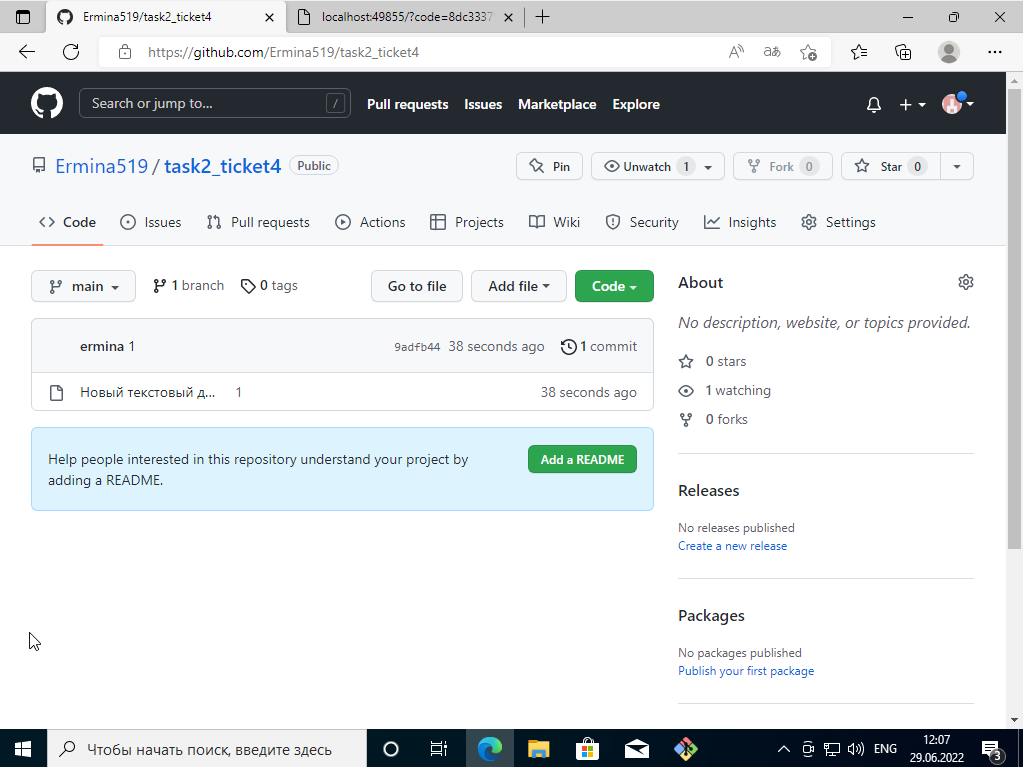 Ermina519/task2_ticket4
localhost:49855/?code=8dc3337
https://github.com/Ermina519/task2_ticket4
Search or jump to...
/
Pull requests
Issues
Marketplace
Explore
Ermina519 / task2_ticket4
Public
Pin
Unwatch 1
Fork 0
Star 0
Code
Issues
Pull requests
Actions
Projects
Wiki
Security
Insights
Settings
main
1 branch
0 tags
Go to file
Add file
Code
About
No description, website, or topics provided.
ermina 1
9adfb44 38 seconds ago
1 commit
0 stars
Новый текстовый д...
1
38 seconds ago
1 watching
0 forks
Help people interested in this repository understand your project by
adding a README.
Add a README
Releases
No releases published
Create a new release
Packages
No packages published
Publish your first package
Чтобы начать поиск, введите здесь
ENG
12:07
29.06.2022
3